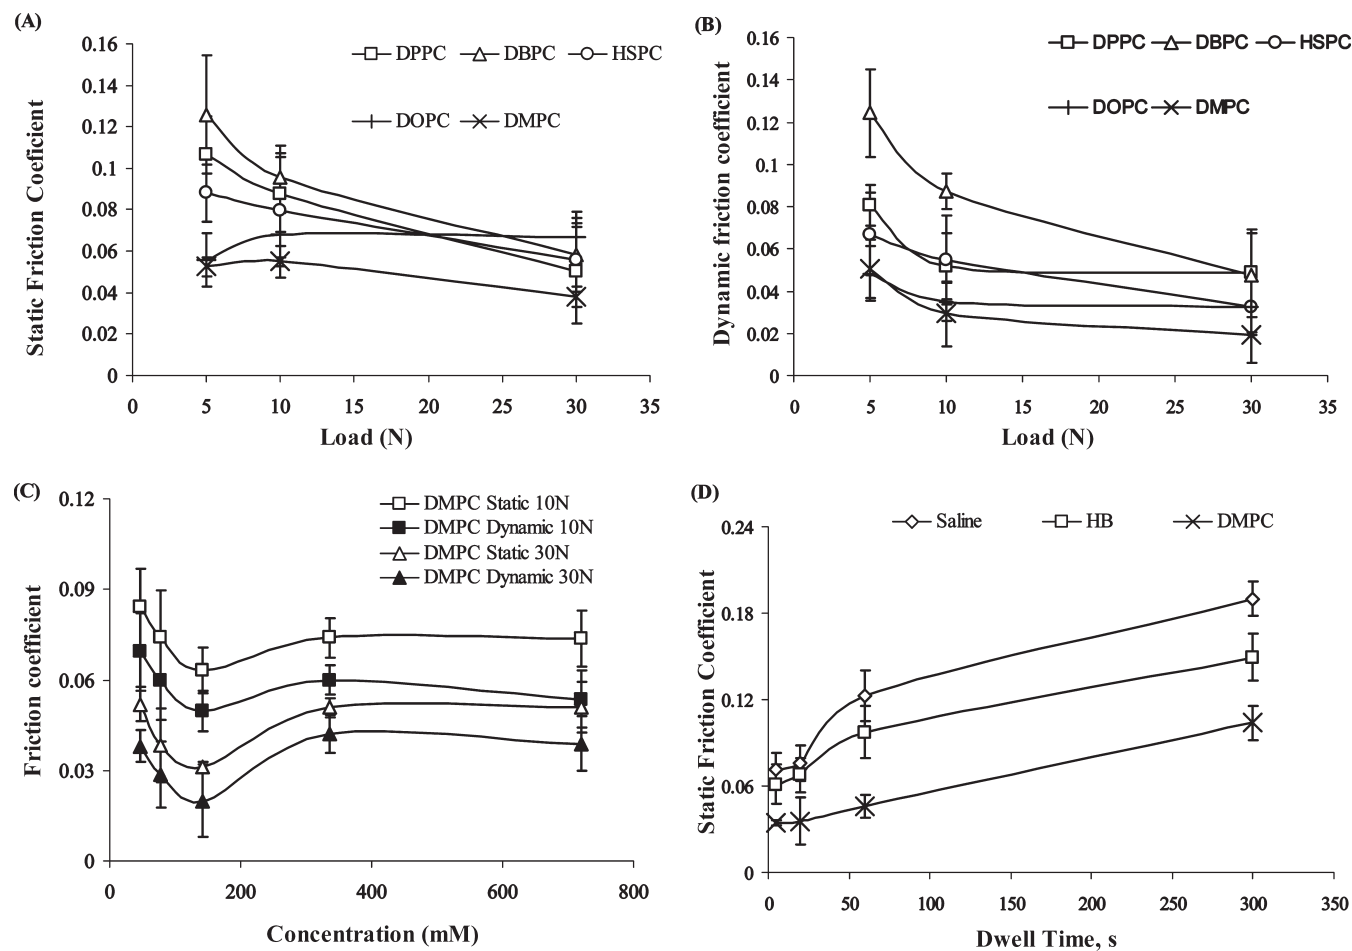 (A)
Static Friction Coeficient
0.16
0.14
0.12
0.1
0.08
0.06
0.04
0.02
0
DPPC DBPC HSPC
DOPC DMPC
0 5 10 15 20 25 30 35
Load (N)
(B)
Dynamic friction coefficient
0.16
0.14
0.12
0.1
0.08
0.06
0.04
0.02
0
DPPC DBPC HSPC
DOPC DMPC
0 5 10 15 20 25 30 35
Load (N)
(C)
Friction coefficient
0.12
0.09
0.06
0.03
0
DMPC Static 10N
DMPC Dynamic 10N
DMPC Static 30N
DMPC Dynamic 30N
0 200 400 600 800
Concentration (mM)
(D)
Static Friction Coefficient
0.24
0.18
0.12
0.06
0
Saline HB DMPC
0 50 100 150 200 250 300 350
Dwell Time, s